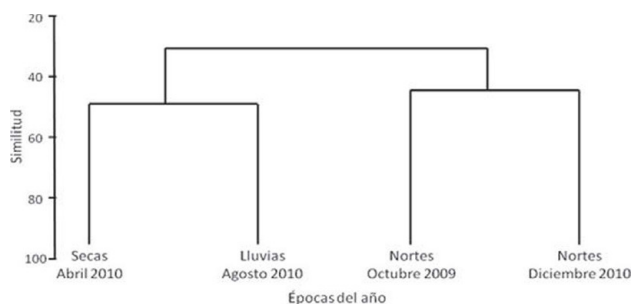 20
40
60
80
100
Similitud
Secas
Abril 2010
Lluvias
Agosto 2010
Nortes
Octubre 2009
Nortes
Diciembre 2010
Épocas del año